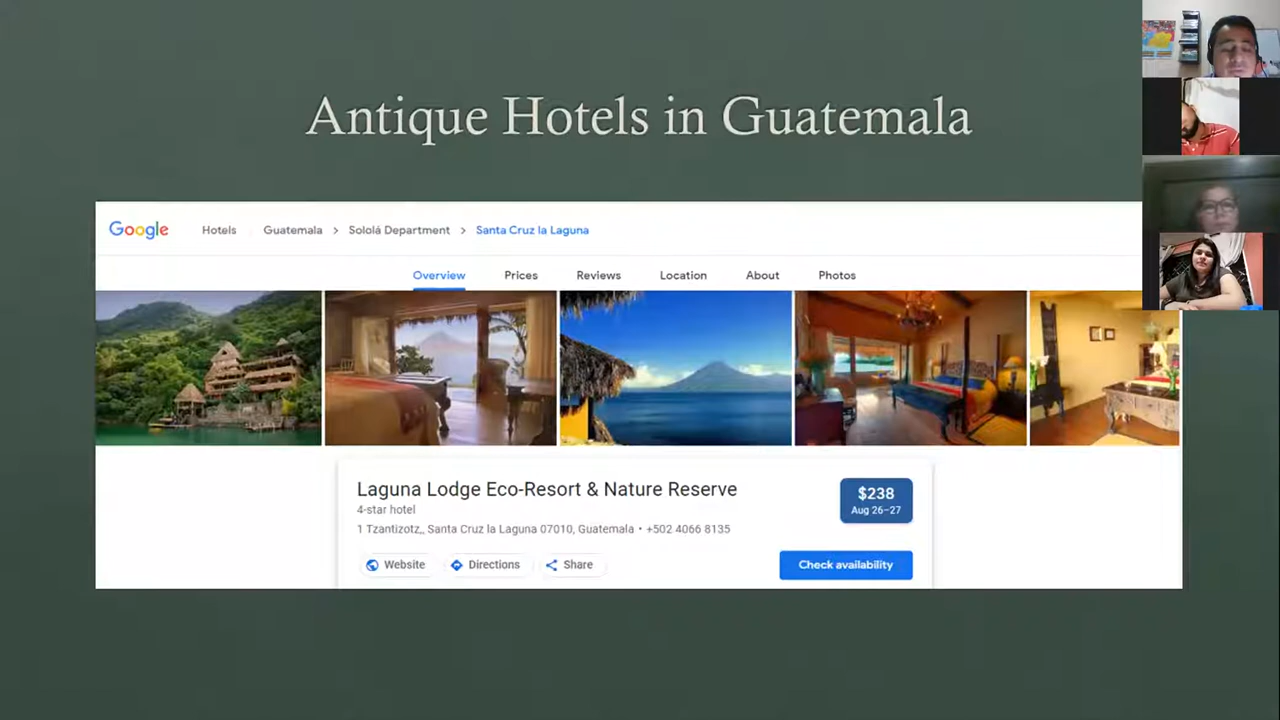 Antique Hotels in Guatemala
Google Hotels Guatemala > Sololá Department > Santa Cruz la Laguna
Overview Prices Reviews Location About Photos
Laguna Lodge Eco-Resort & Nature Reserve
4-star hotel
1 Tzantizotz,, Santa Cruz la Laguna 07010, Guatemala • +502 4066 8135
$238
Aug 26–27
Website Directions Share
Check availability